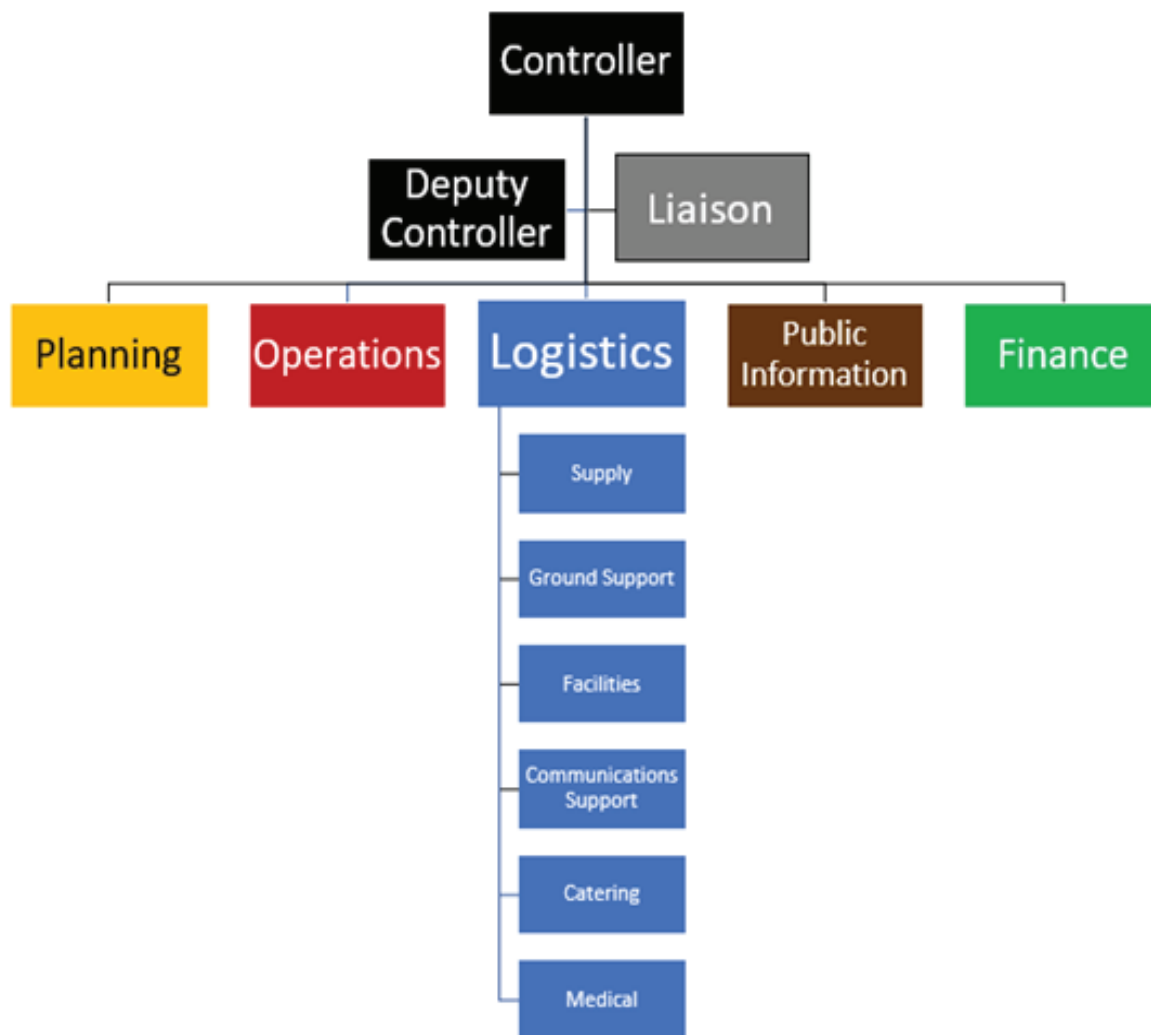 Controller
Deputy
Controller
Liaison
Planning
Operations
Logistics
Public
Information
Finance
Supply
Ground Support
Facilities
Communications
Support
Catering
Medical